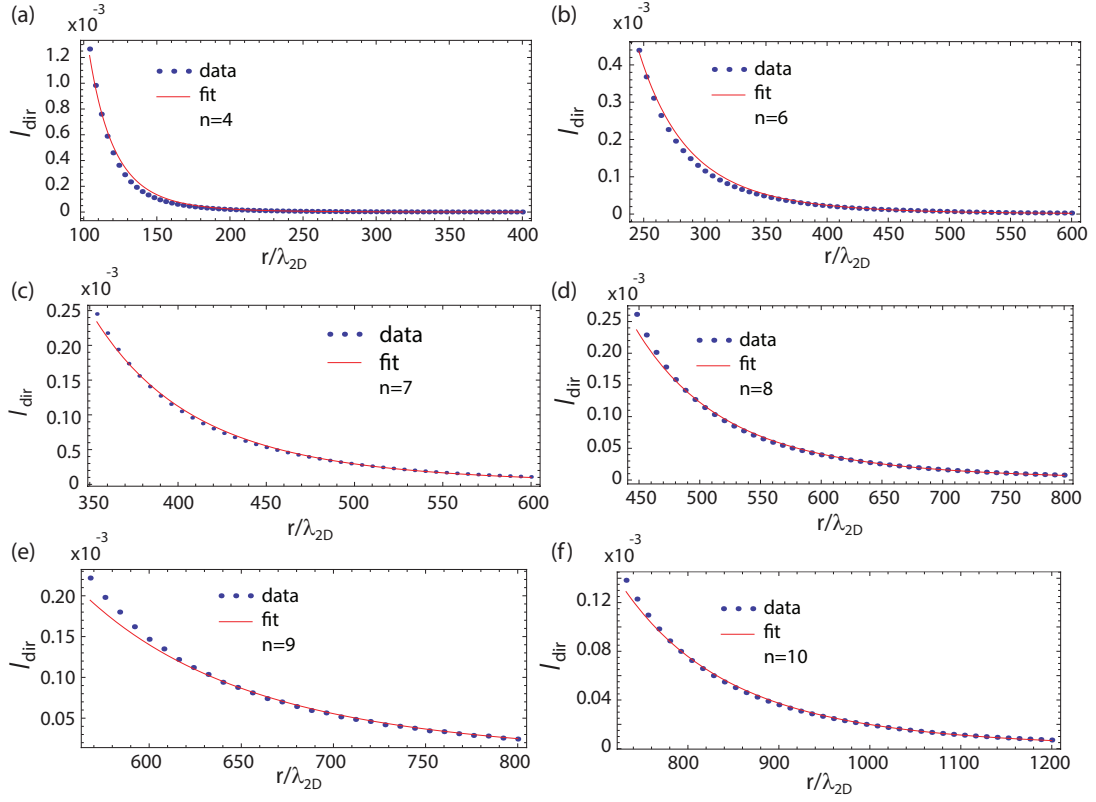 (a)
x10⁻³
1.2
1.0
0.8
0.6
0.4
0.2
0
I_dir
data
fit
n=4
100 150 200 250 300 350 400
r/λ_2D
(b)
x10⁻³
0.4
0.2
0
I_dir
data
fit
n=6
250 300 350 400 450 500 550 600
r/λ_2D
(c)
x10⁻³
0.25
0.20
0.15
0.10
0.5
0
I_dir
data
fit
n=7
350 400 450 500 550 600
r/λ_2D
(d)
x10⁻³
0.25
0.20
0.15
0.10
0.05
0
I_dir
data
fit
n=8
450 500 550 600 650 700 750 800
r/λ_2D
(e)
x10⁻³
0.20
0.15
0.10
0.05
I_dir
data
fit
n=9
600 650 700 750 800
r/λ_2D
(f)
x10⁻³
0.12
0.08
0.04
0
I_dir
data
fit
n=10
800 900 1000 1100 1200
r/λ_2D